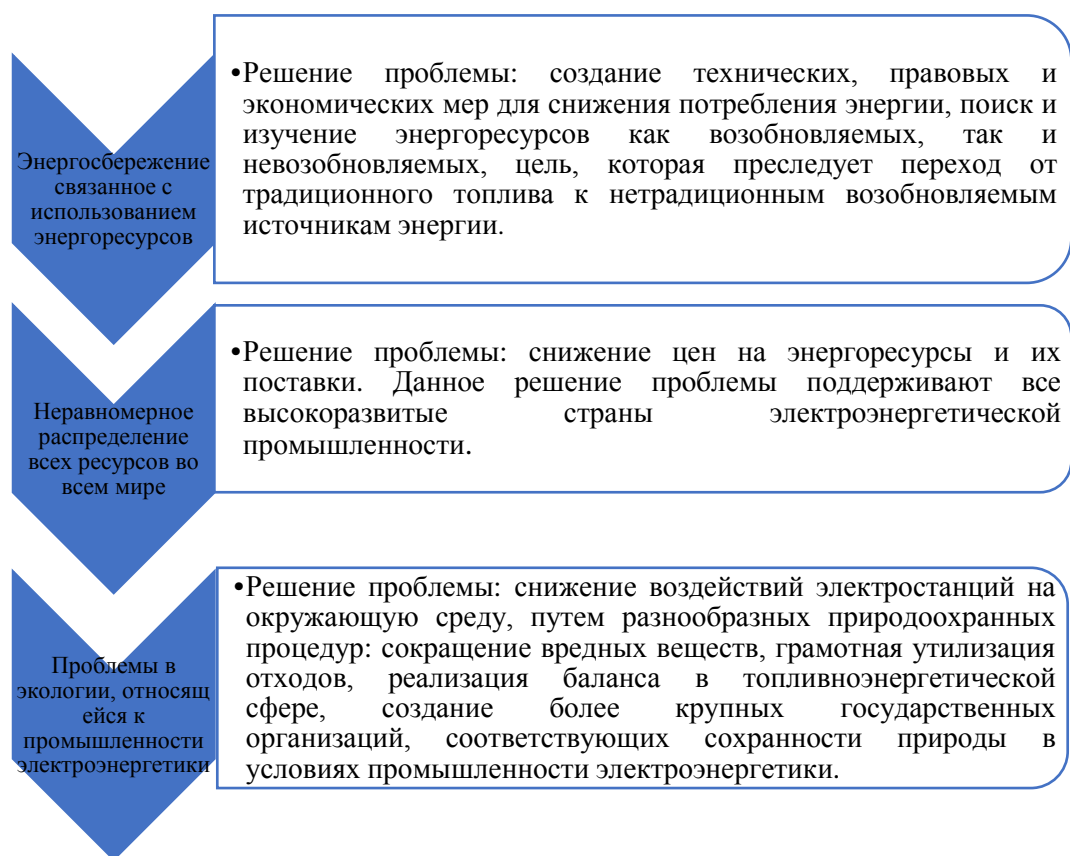 Энергосбережение
связанное с
использованием
энергоресурсов
•Решение проблемы: создание технических, правовых и
экономических мер для снижения потребления энергии, поиск и
изучение энергоресурсов как возобновляемых, так и
невозобновляемых, цель, которая преследует переход от
традиционного топлива к нетрадиционным возобновляемым
источникам энергии.
Неравномерное
распределение
всех ресурсов во
всем мире
•Решение проблемы: снижение цен на энергоресурсы и их
поставки. Данное решение проблемы поддерживают все
высокоразвитые страны электроэнергетической
промышленности.
Проблемы в
экологии, относящ
ейся к
промышленности
электроэнергетики
•Решение проблемы: снижение воздействий электростанций на
окружающую среду, путем разнообразных природоохранных
процедур: сокращение вредных веществ, грамотная утилизация
отходов, реализация баланса в топливноэнергетической
сфере, создание более крупных государственных
организаций, соответствующих сохранности природы в
условиях промышленности электроэнергетики.